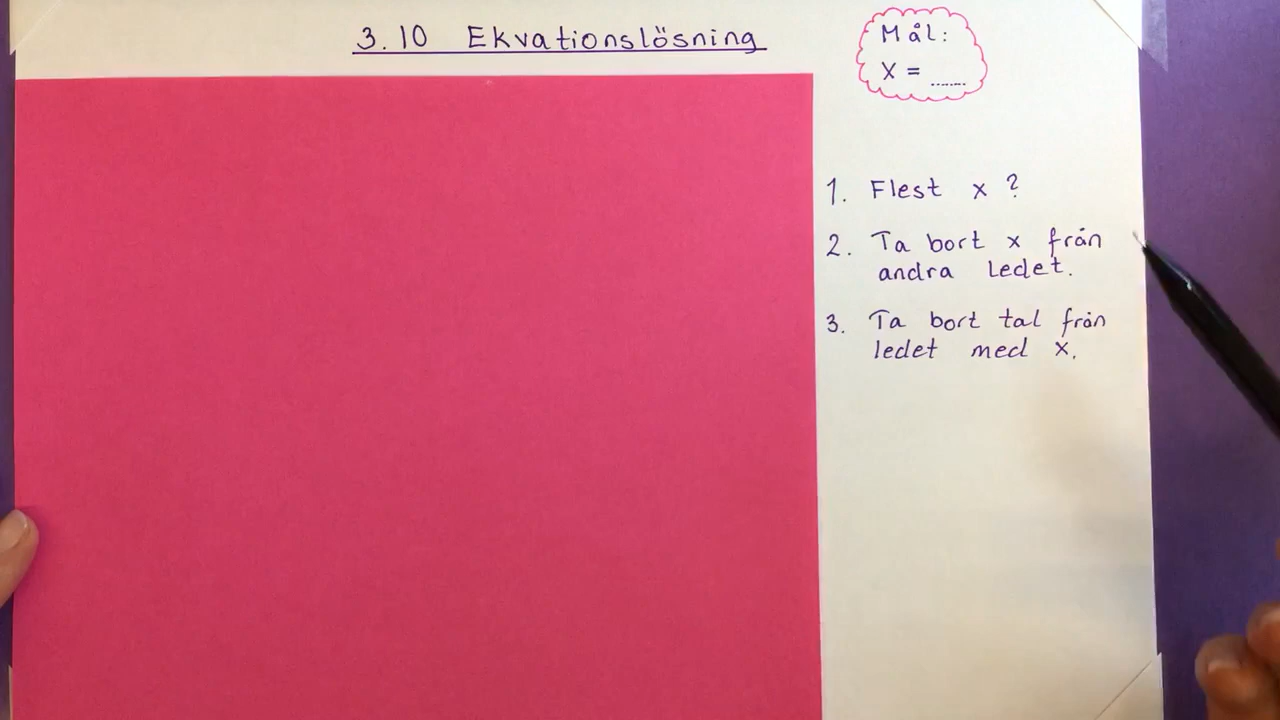 3.10 Ekvationslösning
Mål:
X = ......
1. Flest x ?
2. Ta bort x från
andra ledet.
3. Ta bort tal från
ledet med x.